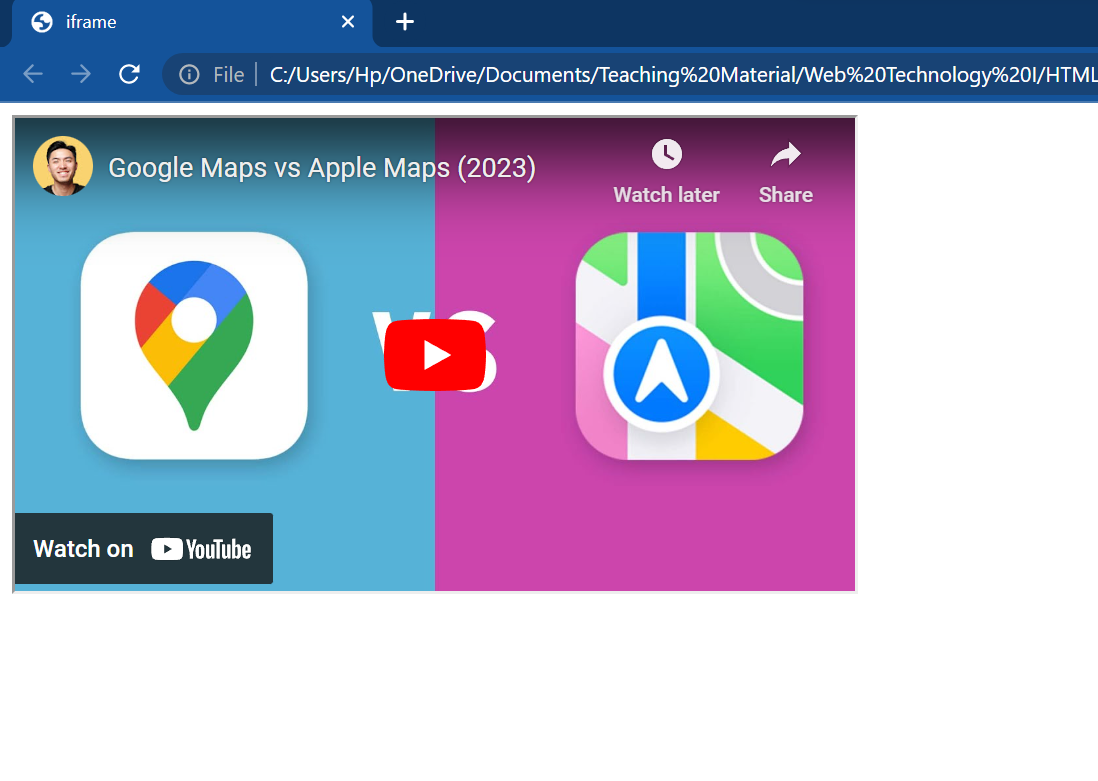 iframe
File
C:/Users/Hp/OneDrive/Documents/Teaching%20Material/Web%20Technology%20I/HTML
Google Maps vs Apple Maps (2023)
Watch later
Share
VS
Watch on YouTube